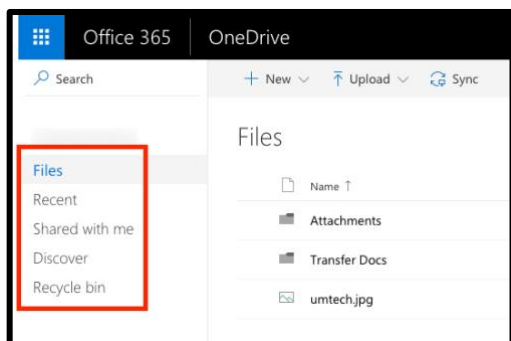 Office 365 OneDrive
Search
New Upload Sync
Files
Files
Recent
Shared with me
Discover
Recycle bin
Name ↑
Attachments
Transfer Docs
umtech.jpg